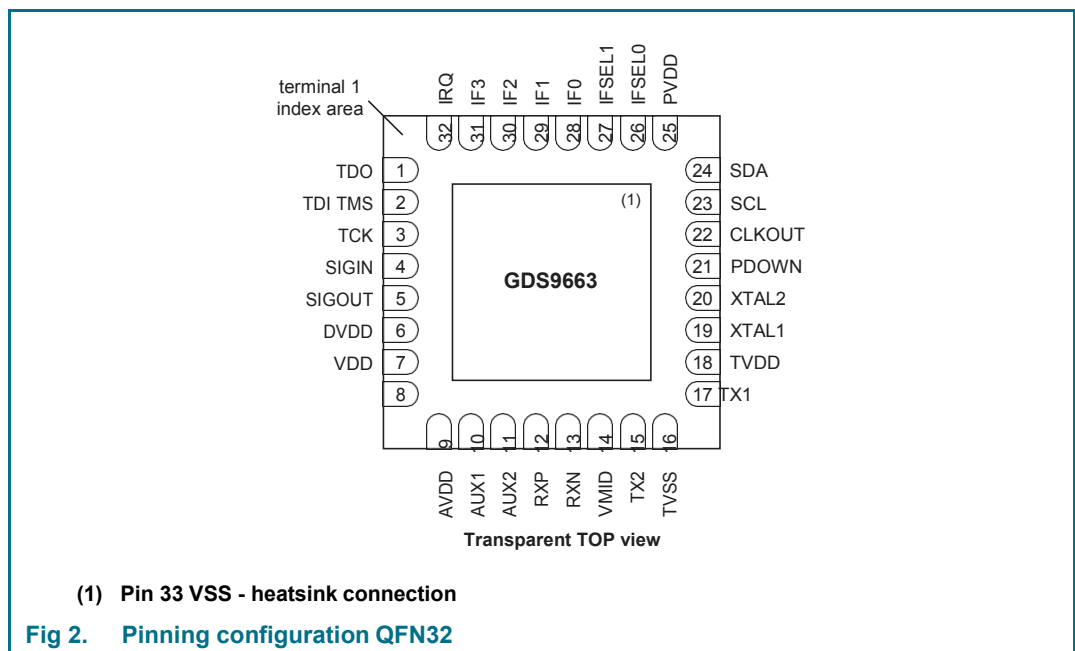 terminal 1
index area
IRQ
IF3
IF2
IF1
IF0
IFSEL1
IFSEL0
PVDD
32
31
30
29
28
27
26
25
TDO 1
TDI TMS 2
TCK 3
SIGIN 4
SIGOUT 5
DVDD 6
VDD 7
8
(1)
GDS9663
24 SDA
23 SCL
22 CLKOUT
21 PDOWN
20 XTAL2
19 XTAL1
18 TVDD
17 TX1
9
10
11
12
13
14
15
16
AVDD
AUX1
AUX2
RXP
RXN
VMID
TX2
TVSS
Transparent TOP view
(1) Pin 33 VSS - heatsink connection
Fig 2. Pinning configuration QFN32